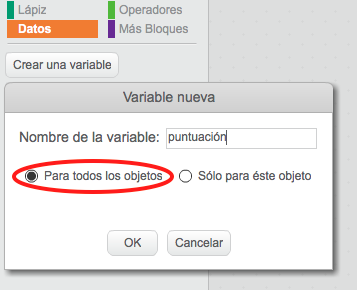 Lápiz Operadores
Datos Más Bloques
Crear una variable
Variable nueva
Nombre de la variable: puntuación
Para todos los objetos Sólo para éste objeto
OK Cancelar